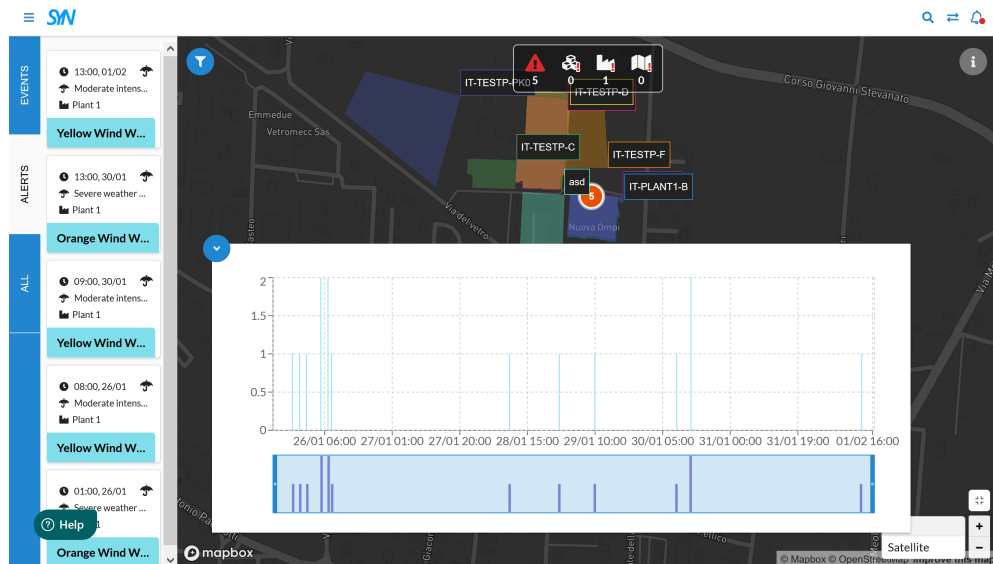 SYN
EVENTS
ALERTS
ALL
13:00, 01/02
Moderate intens...
Plant 1
Yellow Wind W...
13:00, 30/01
Severe weather ...
Plant 1
Orange Wind W...
09:00, 30/01
Moderate intens...
Plant 1
Yellow Wind W...
08:00, 26/01
Moderate intens...
Plant 1
Yellow Wind W...
01:00, 26/01
Severe weather ...
1
Orange Wind W...
Help
5
0
1
0
i
IT-TESTP-PK0
IT-TESTP-D
IT-TESTP-C
IT-TESTP-F
asd
IT-PLANT1-B
5
Emmedue
Vetromecc Sas
Corso Giovanni Stevanato
Via del vetro
Nuova Ompi
2
1.5
1
0.5
0
26/01 06:00
27/01 01:00
27/01 20:00
28/01 15:00
29/01 10:00
30/01 05:00
31/01 00:00
31/01 19:00
01/02 16:00
mapbox
Satellite
+
−
© Mapbox © OpenStreetMap Improve this map